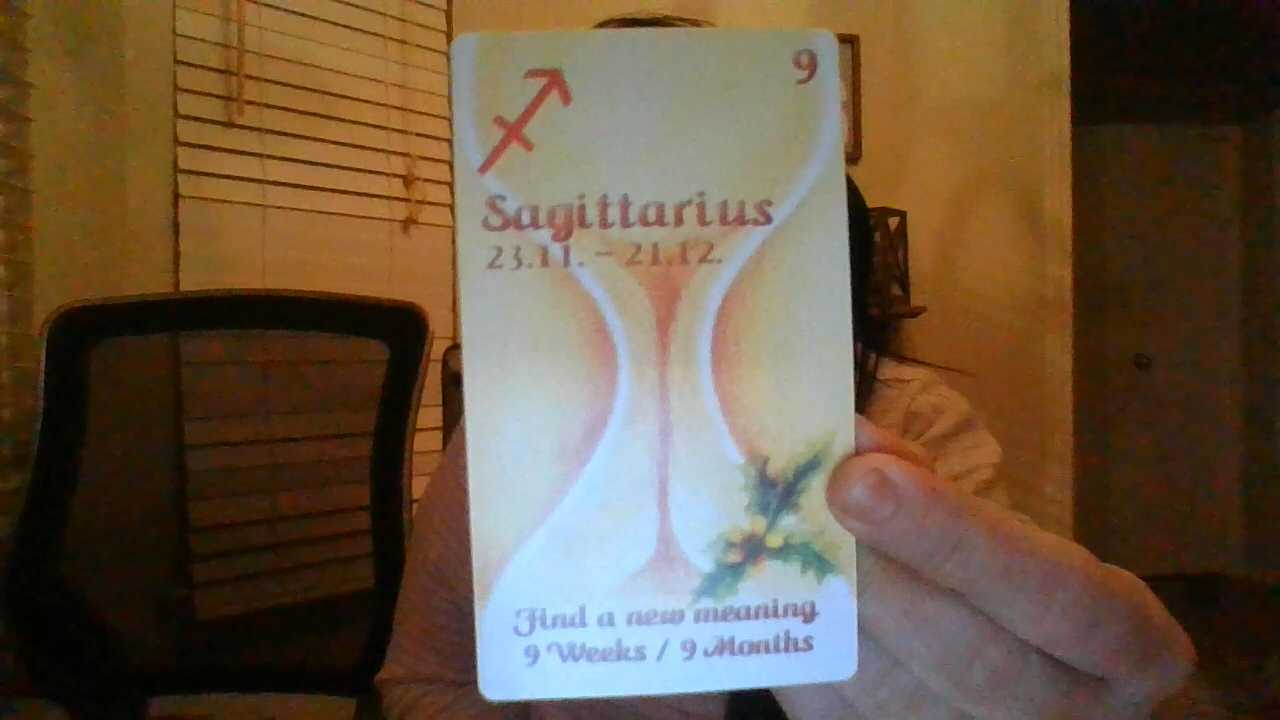 9
Sagittarius
23.11. – 21.12.
Find a new meaning
9 Weeks / 9 Months